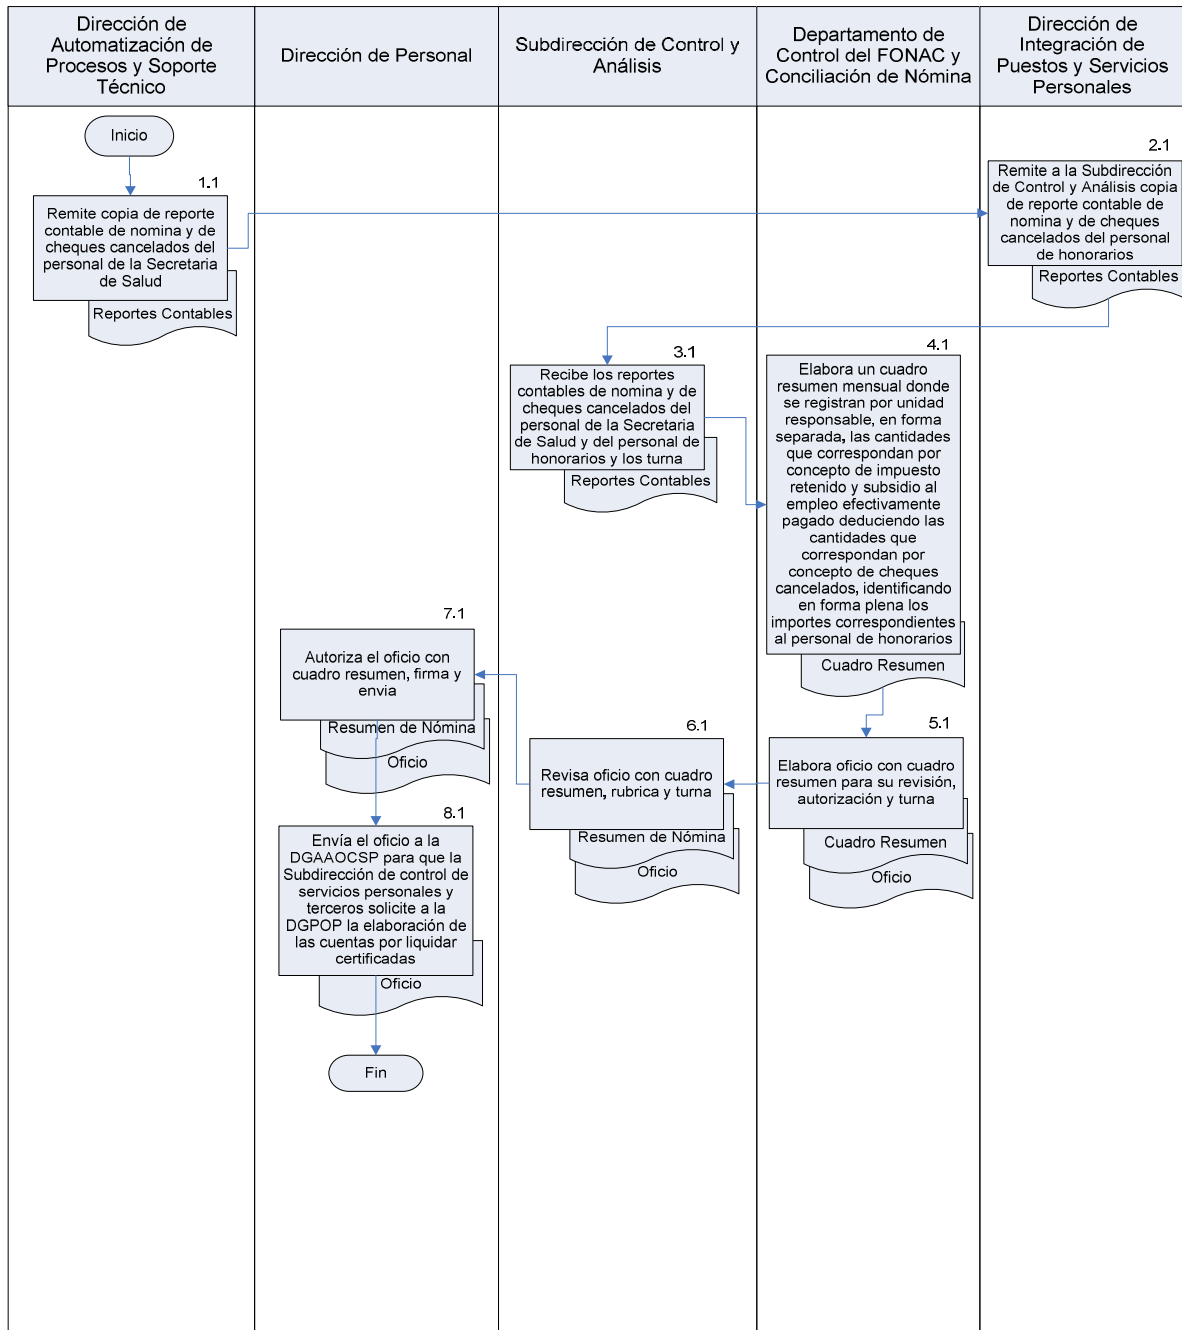 Dirección de
Automatización de
Procesos y Soporte
Técnico
Dirección de Personal
Subdirección de Control y
Análisis
Departamento de
Control del FONAC y
Conciliación de Nómina
Dirección de
Integración de
Puestos y Servicios
Personales
Inicio
1.1
Remite copia de reporte
contable de nomina y de
cheques cancelados del
personal de la Secretaria
de Salud
Reportes Contables
2.1
Remite a la Subdirección
de Control y Análisis copia
de reporte contable de
nomina y de cheques
cancelados del personal
de honorarios
Reportes Contables
3.1
Recibe los reportes
contables de nomina y de
cheques cancelados del
personal de la Secretaria
de Salud y del personal de
honorarios y los turna
Reportes Contables
4.1
Elabora un cuadro
resumen mensual donde
se registran por unidad
responsable, en forma
separada, las cantidades
que correspondan por
concepto de impuesto
retenido y subsidio al
empleo efectivamente
pagado deduciendo las
cantidades que
correspondan por
concepto de cheques
cancelados, identificando
en forma plena los
importes correspondientes
al personal de honorarios
Cuadro Resumen
5.1
Elabora oficio con cuadro
resumen para su revisión,
autorización y turna
Cuadro Resumen
Oficio
6.1
Revisa oficio con cuadro
resumen, rubrica y turna
Resumen de Nómina
Oficio
7.1
Autoriza el oficio con
cuadro resumen, firma y
envia
Resumen de Nómina
Oficio
8.1
Envía el oficio a la
DGAAOCSP para que la
Subdirección de control de
servicios personales y
terceros solicite a la
DGPOP la elaboración de
las cuentas por liquidar
certificadas
Oficio
Fin